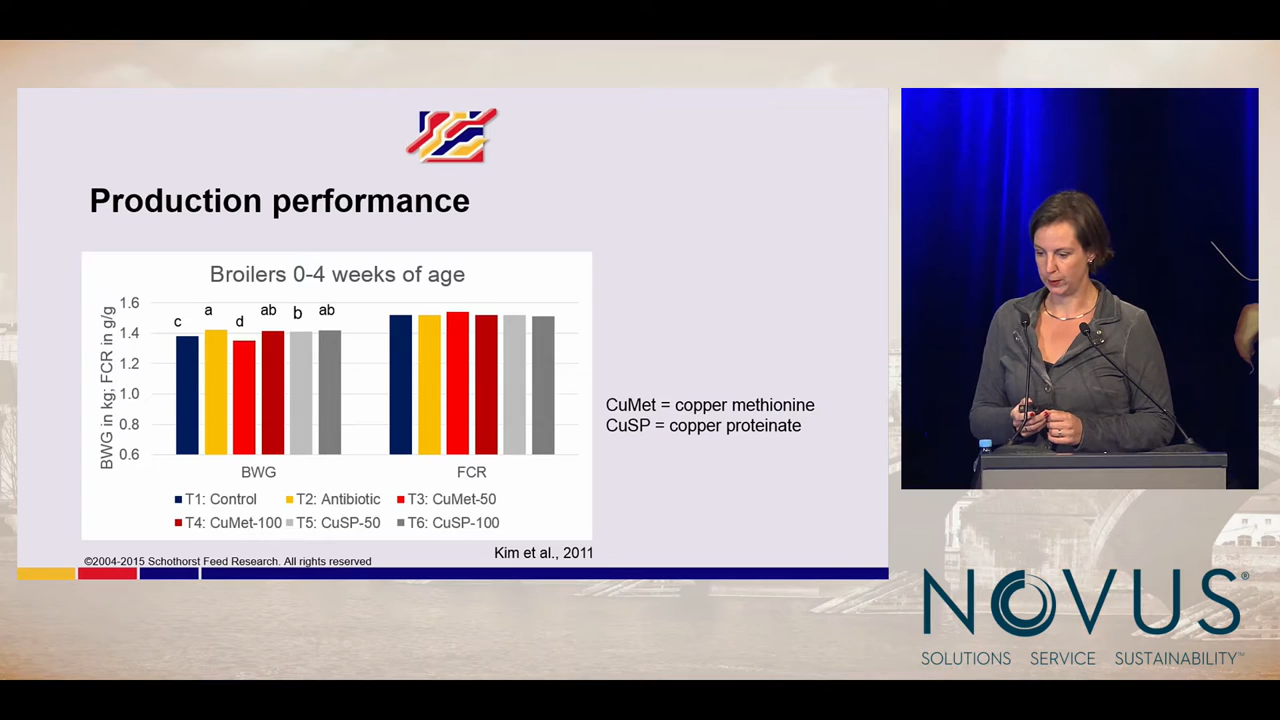 Production performance
Broilers 0-4 weeks of age
BWG in kg; FCR in g/g
1.6
1.4
1.2
1.0
0.8
0.6
c
a
d
ab
b
ab
BWG
FCR
T1: Control
T2: Antibiotic
T3: CuMet-50
T4: CuMet-100
T5: CuSP-50
T6: CuSP-100
CuMet = copper methionine
CuSP = copper proteinate
Kim et al., 2011
©2004-2015 Schothorst Feed Research. All rights reserved
NOVUS®
SOLUTIONS SERVICE SUSTAINABILITY™